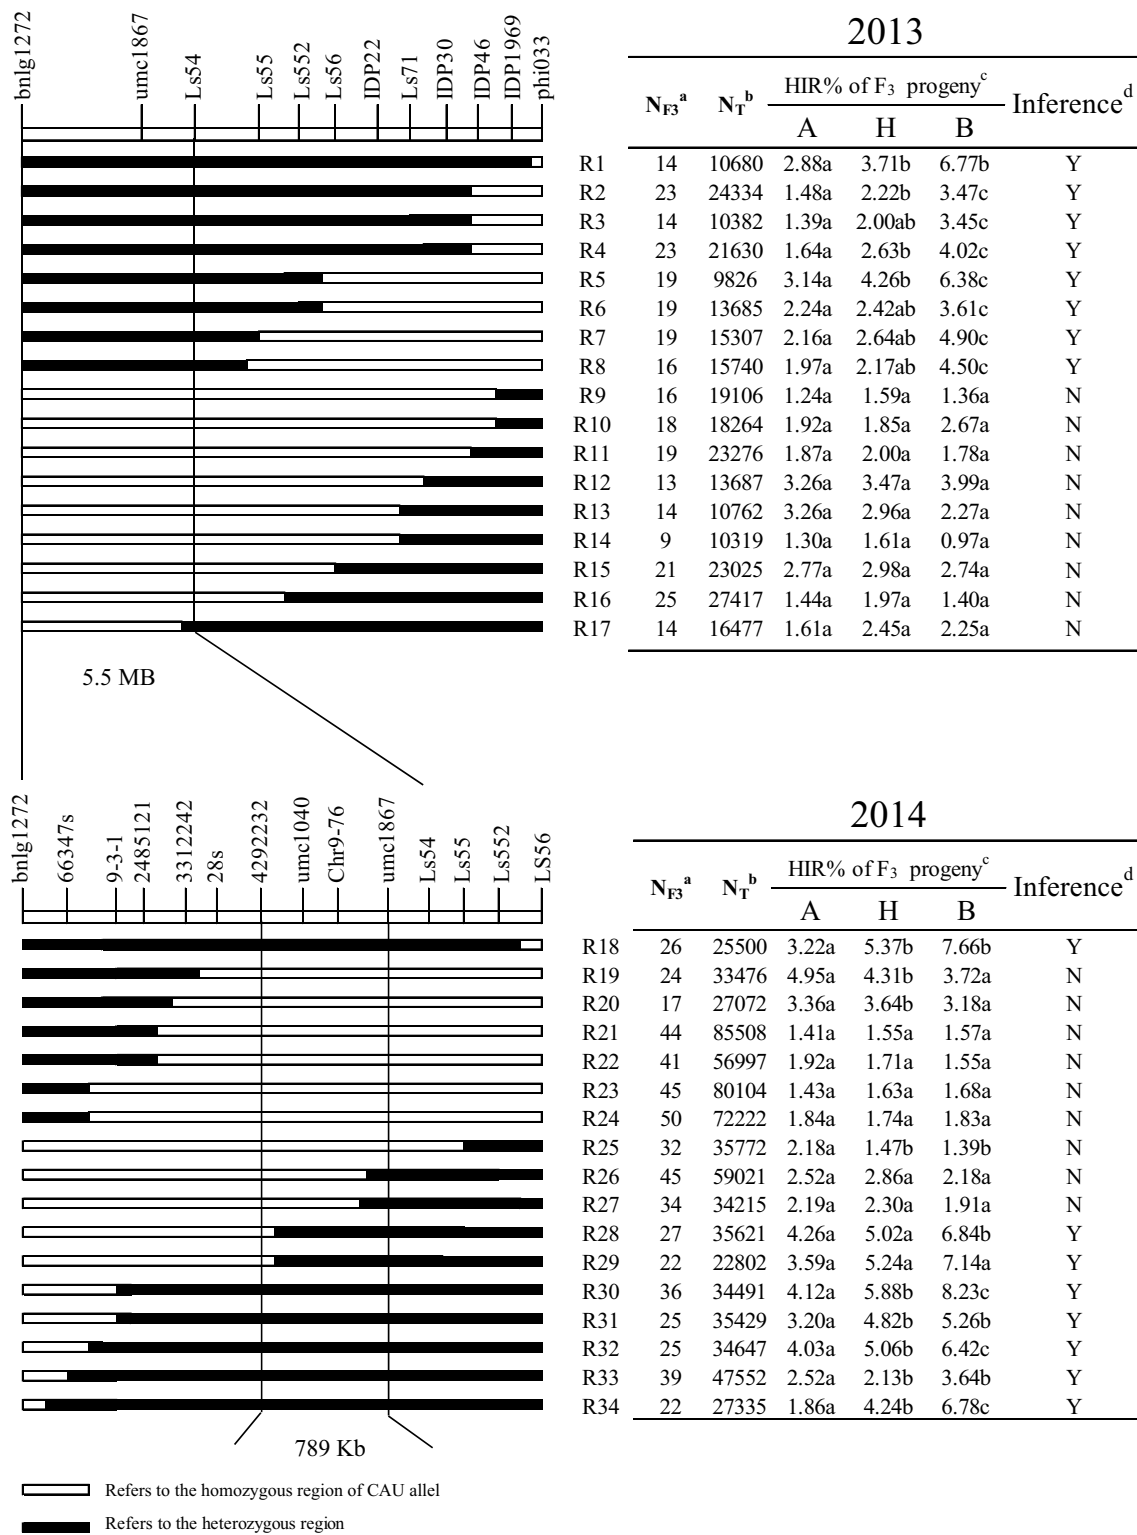 bnlg1272 umc1867 Ls54 Ls55 Ls552 Ls56 IDP22 Ls71 IDP30 IDP46 IDP1969 phi033
2013
N_F3^a N_T^b HIR% of F3 progeny^c Inference^d
A H B
R1 14 10680 2.88a 3.71b 6.77b Y
R2 23 24334 1.48a 2.22b 3.47c Y
R3 14 10382 1.39a 2.00ab 3.45c Y
R4 23 21630 1.64a 2.63b 4.02c Y
R5 19 9826 3.14a 4.26b 6.38c Y
R6 19 13685 2.24a 2.42ab 3.61c Y
R7 19 15307 2.16a 2.64ab 4.90c Y
R8 16 15740 1.97a 2.17ab 4.50c Y
R9 16 19106 1.24a 1.59a 1.36a N
R10 18 18264 1.92a 1.85a 2.67a N
R11 19 23276 1.87a 2.00a 1.78a N
R12 13 13687 3.26a 3.47a 3.99a N
R13 14 10762 3.26a 2.96a 2.27a N
R14 9 10319 1.30a 1.61a 0.97a N
R15 21 23025 2.77a 2.98a 2.74a N
R16 25 27417 1.44a 1.97a 1.40a N
R17 14 16477 1.61a 2.45a 2.25a N
5.5 MB
bnlg1272 66347s 9-3-1 2485121 3312242 28s 4292232 umc1040 Chr9-76 umc1867 Ls54 Ls55 Ls552 LS56
2014
N_F3^a N_T^b HIR% of F3 progeny^c Inference^d
A H B
R18 26 25500 3.22a 5.37b 7.66b Y
R19 24 33476 4.95a 4.31b 3.72a N
R20 17 27072 3.36a 3.64b 3.18a N
R21 44 85508 1.41a 1.55a 1.57a N
R22 41 56997 1.92a 1.71a 1.55a N
R23 45 80104 1.43a 1.63a 1.68a N
R24 50 72222 1.84a 1.74a 1.83a N
R25 32 35772 2.18a 1.47b 1.39b N
R26 45 59021 2.52a 2.86a 2.18a N
R27 34 34215 2.19a 2.30a 1.91a N
R28 27 35621 4.26a 5.02a 6.84b Y
R29 22 22802 3.59a 5.24a 7.14a Y
R30 36 34491 4.12a 5.88b 8.23c Y
R31 25 35429 3.20a 4.82b 5.26b Y
R32 25 34647 4.03a 5.06b 6.42c Y
R33 39 47552 2.52a 2.13b 3.64b Y
R34 22 27335 1.86a 4.24b 6.78c Y
789 Kb
Refers to the homozygous region of CAU allel
Refers to the heterozygous region